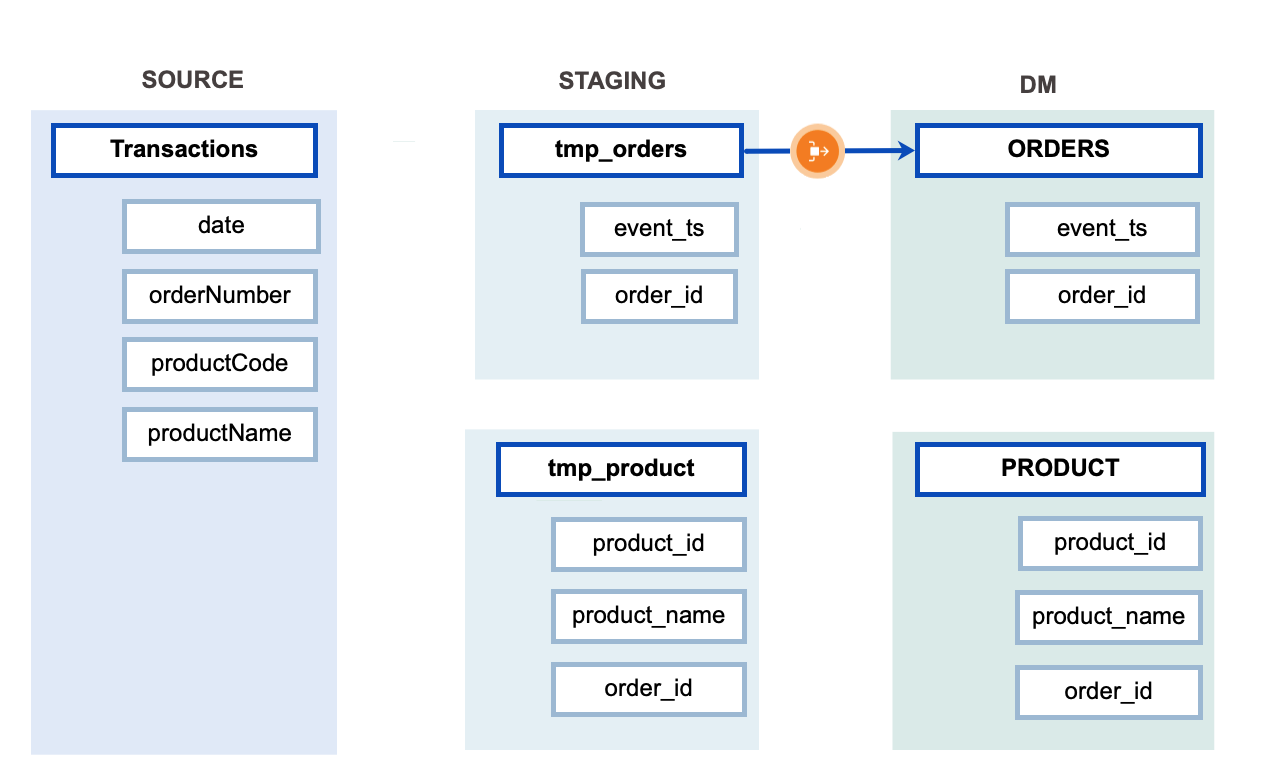 SOURCE
STAGING
DM
Transactions
date
orderNumber
productCode
productName
tmp_orders
event_ts
order_id
ORDERS
event_ts
order_id
tmp_product
product_id
product_name
order_id
PRODUCT
product_id
product_name
order_id